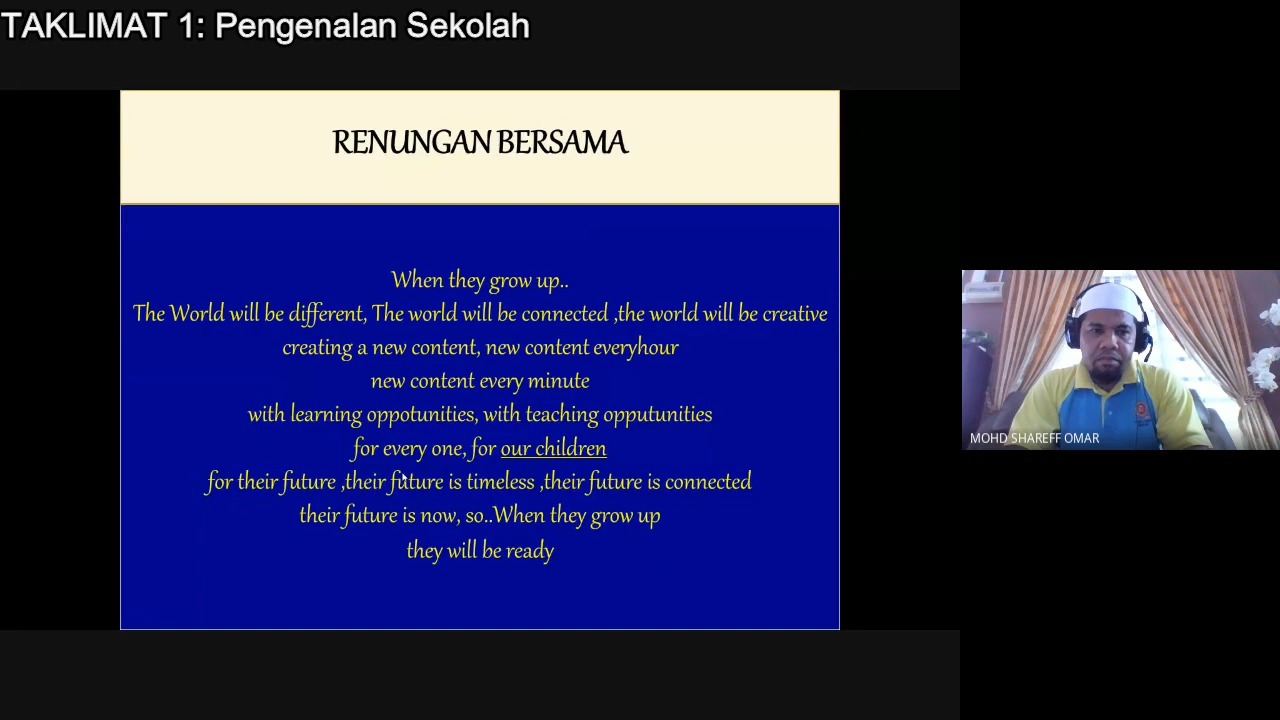 TAKLIMAT 1: Pengenalan Sekolah
RENUNGAN BERSAMA
When they grow up..
The World will be different, The world will be connected ,the world will be creative
creating a new content, new content everyhour
new content every minute
with learning oppotunities, with teaching opputunities
for every one, for our children
for their future ,their future is timeless ,their future is connected
their future is now, so..When they grow up
they will be ready
MOHD SHAREFF OMAR